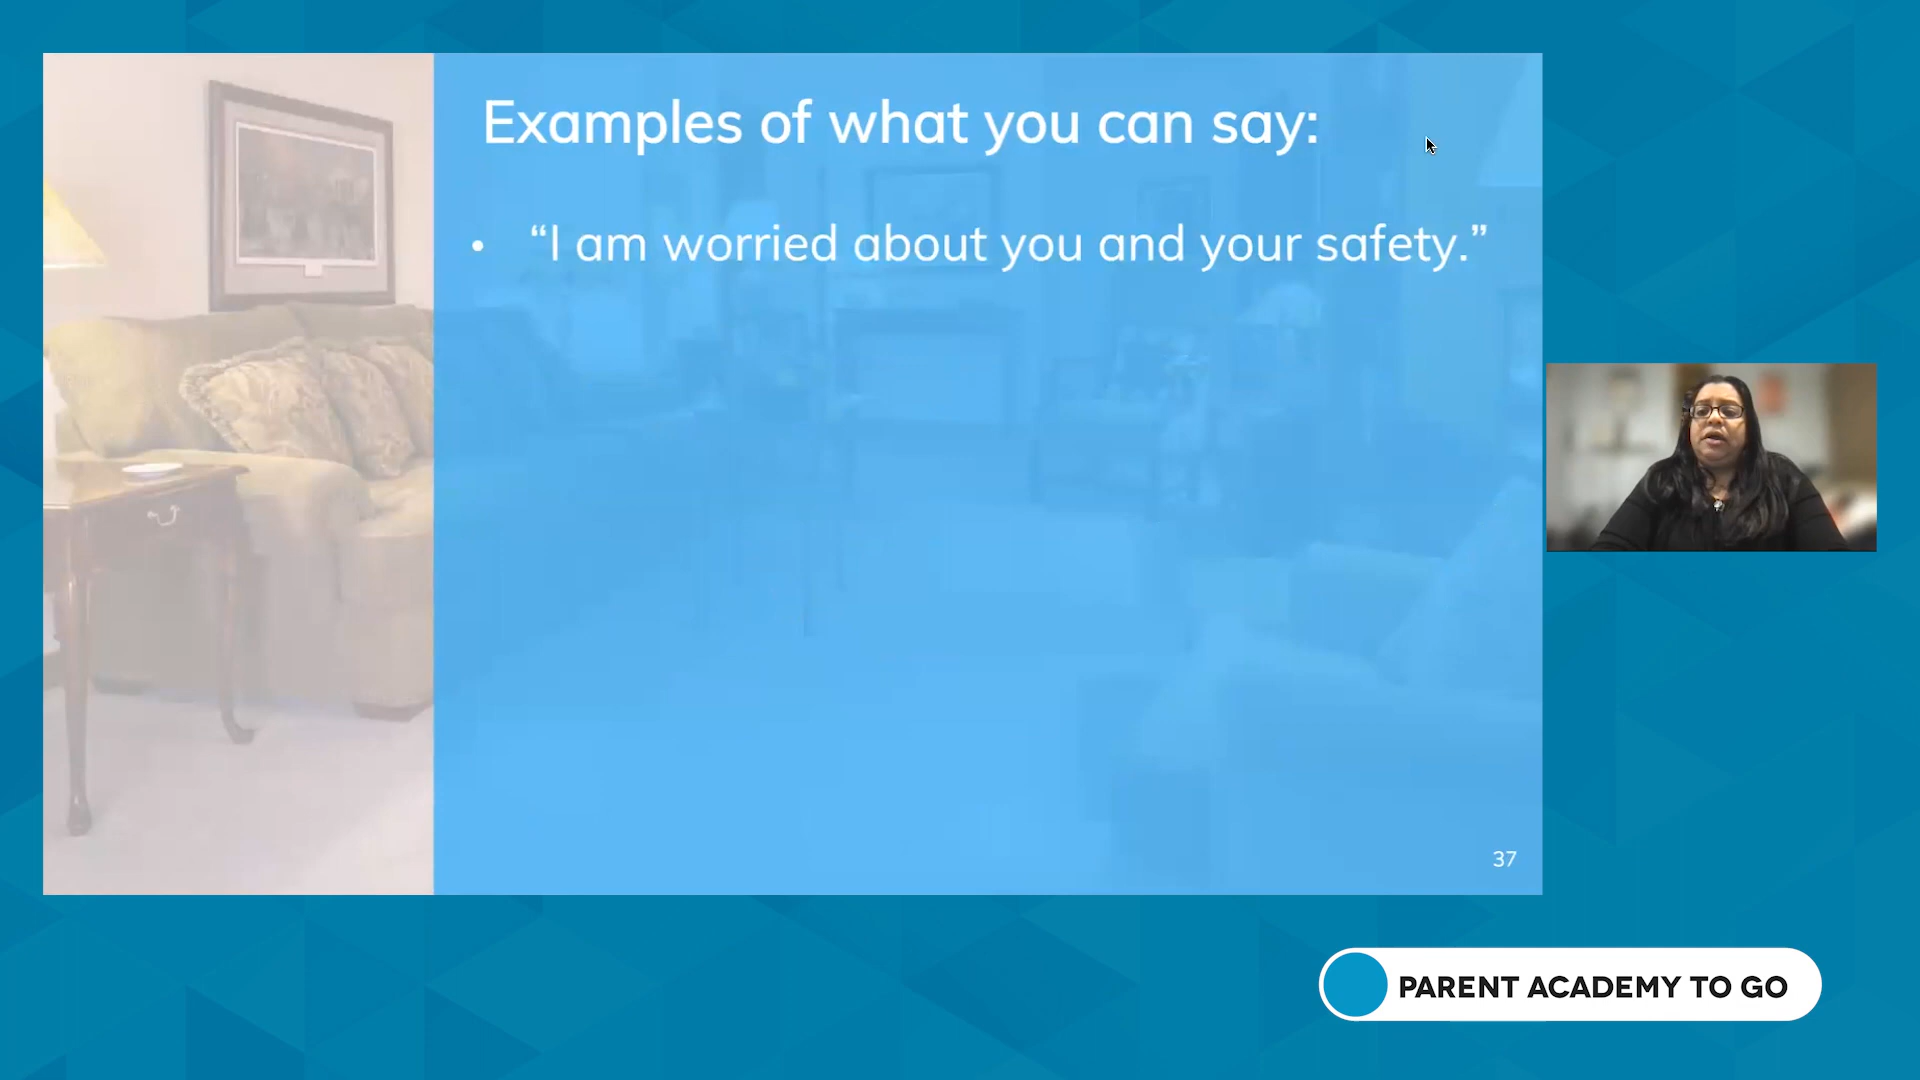 Examples of what you can say:
• “I am worried about you and your safety.”
37
PARENT ACADEMY TO GO